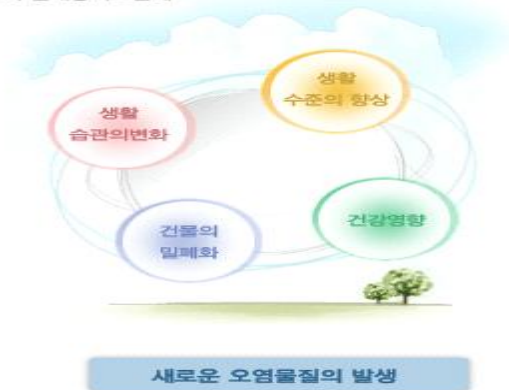 생활
수준의 향상
생활
습관의변화
건강영향
건물의
밀폐화
새로운 오염물질의 발생